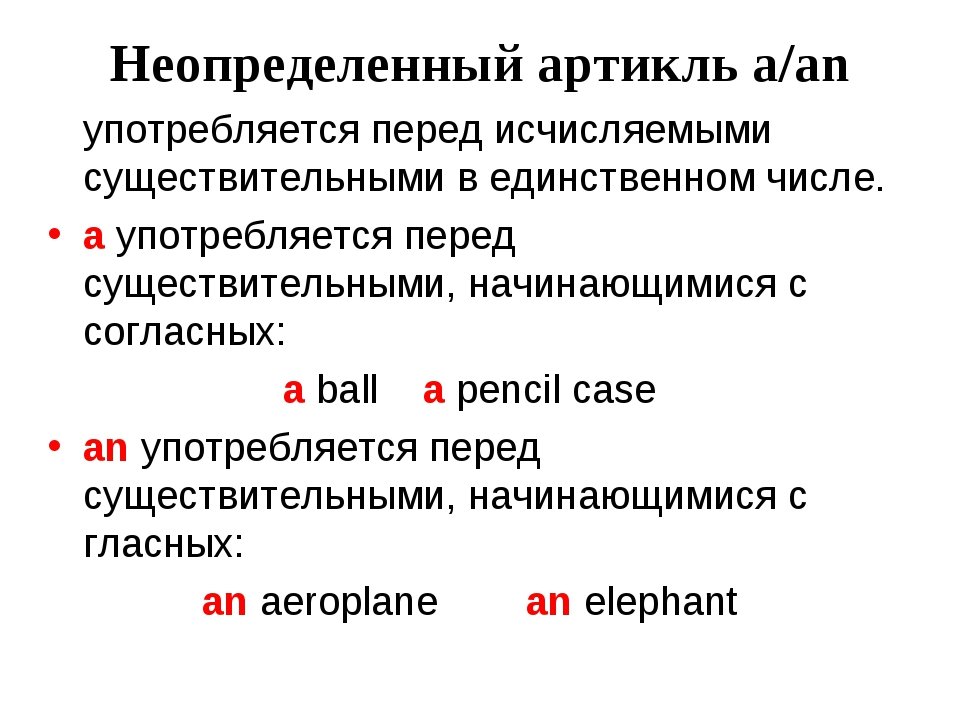 Неопределенный артикль a/an
употребляется перед исчисляемыми
существительными в единственном числе.
• a употребляется перед
существительными, начинающимися с
согласных:
a ball a pencil case
• an употребляется перед
существительными, начинающимися с
гласных:
an aeroplane an elephant